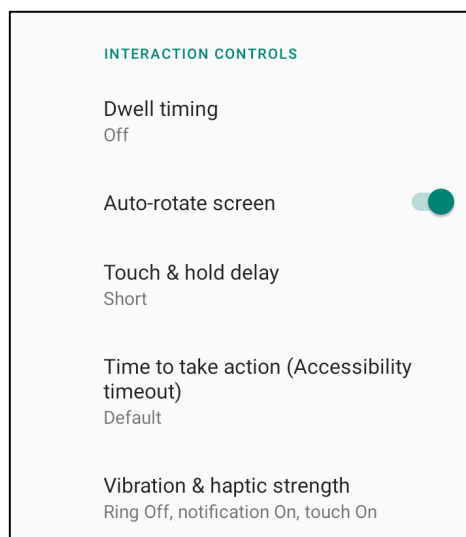 INTERACTION CONTROLS
Dwell timing
Off
Auto-rotate screen
Touch & hold delay
Short
Time to take action (Accessibility
timeout)
Default
Vibration & haptic strength
Ring Off, notification On, touch On